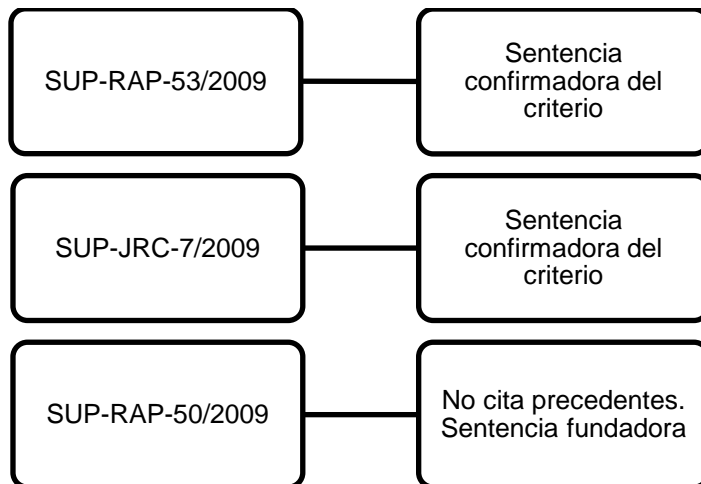 SUP-RAP-53/2009
Sentencia
confirmadora del
criterio
SUP-JRC-7/2009
Sentencia
confirmadora del
criterio
SUP-RAP-50/2009
No cita precedentes.
Sentencia fundadora